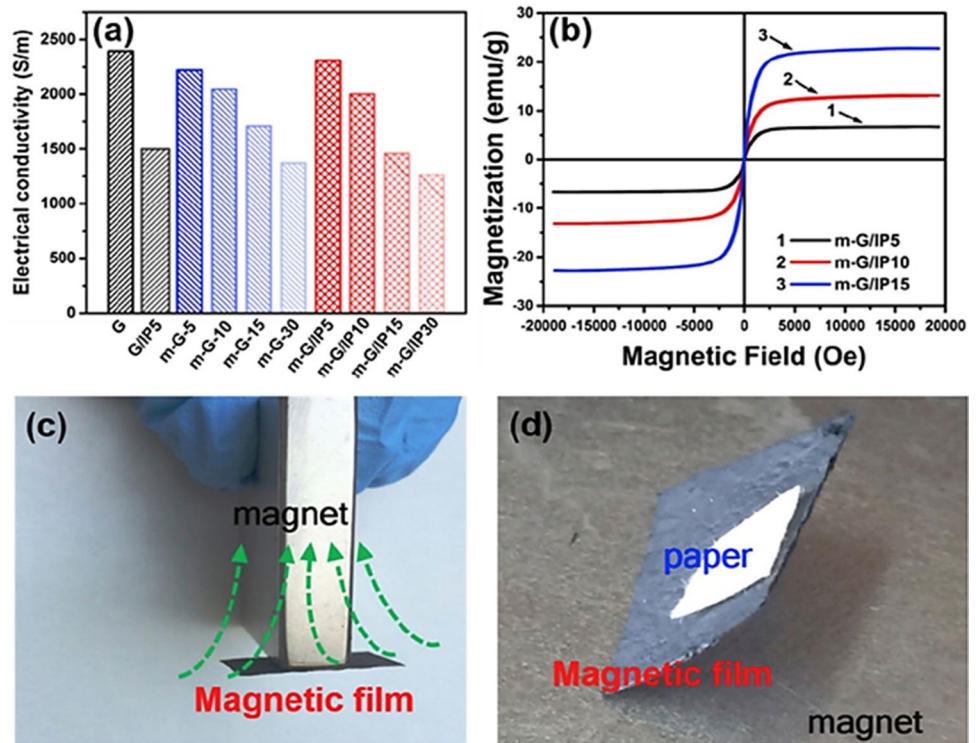 (a)
Electrical conductivity (S/m)
2500
2000
1500
1000
500
0
G
G/IP5
m-G-5
m-G-10
m-G-15
m-G-30
m-G/IP5
m-G/IP10
m-G/IP15
m-G/IP30
(b)
Magnetization (emu/g)
30
20
10
0
-10
-20
-30
3
2
1
1 m-G/IP5
2 m-G/IP10
3 m-G/IP15
-20000 -15000 -10000 -5000 0 5000 10000 15000 20000
Magnetic Field (Oe)
(c)
magnet
Magnetic film
(d)
paper
Magnetic film
magnet